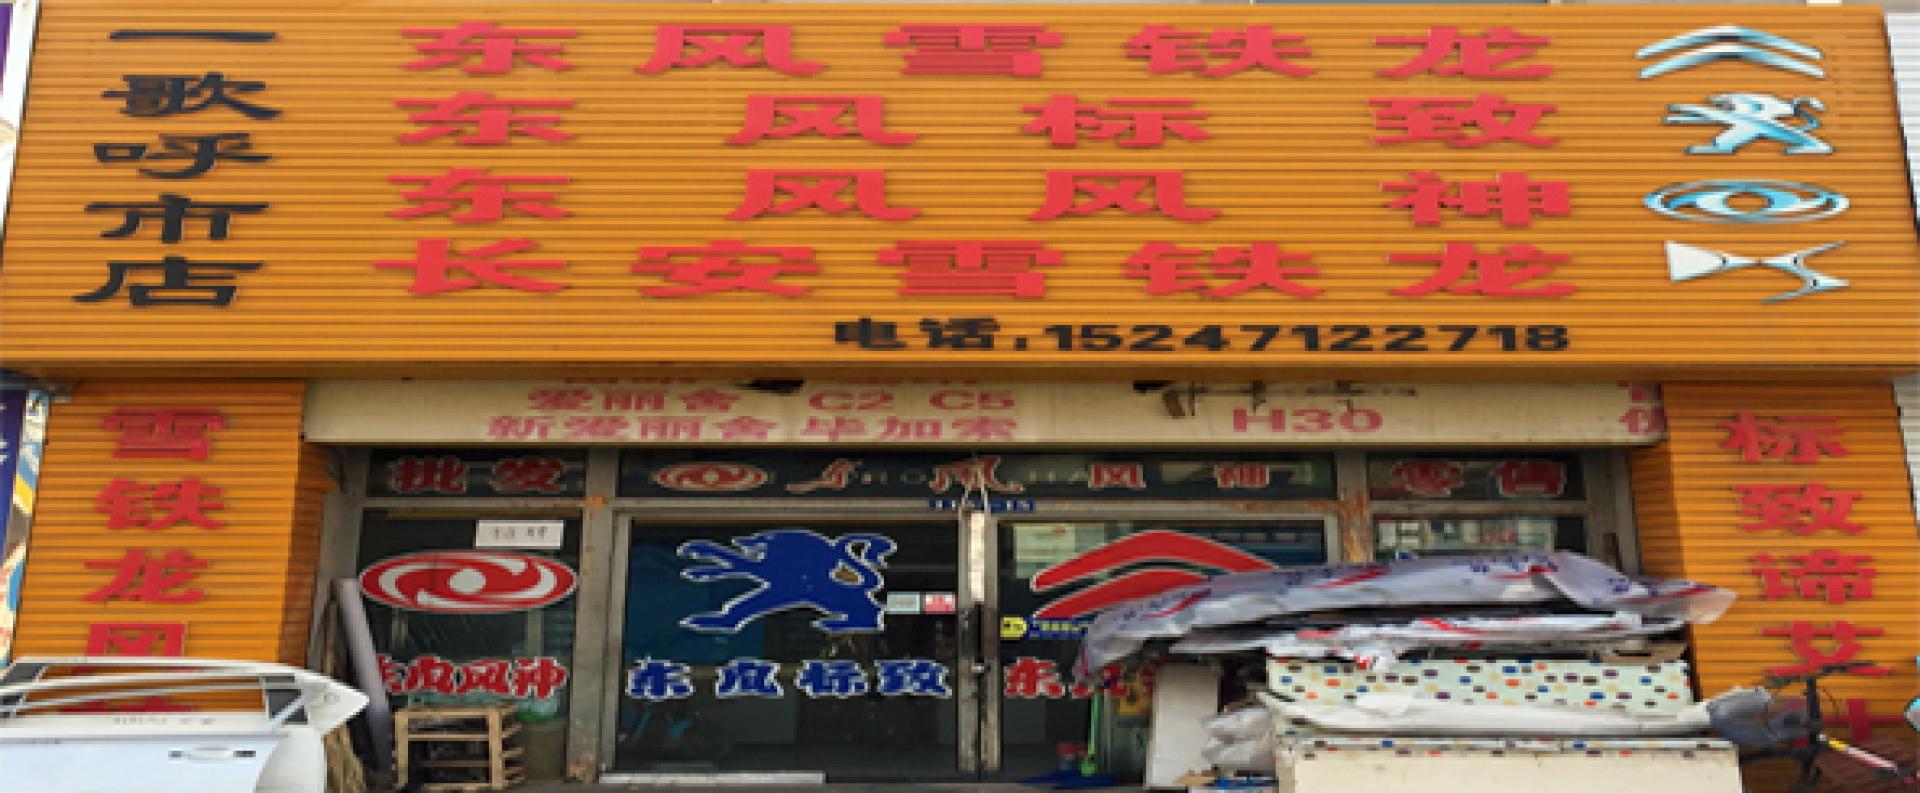 一歌呼市店
东风雪铁龙
东风标致
东风风神
长安雪铁龙
电话:15247122718
爱丽舍 C2 C5
新爱丽舍 毕加索
H30
雪铁龙风
标致谛艾
批发
东风风神
零售
东风标致
风神
东风